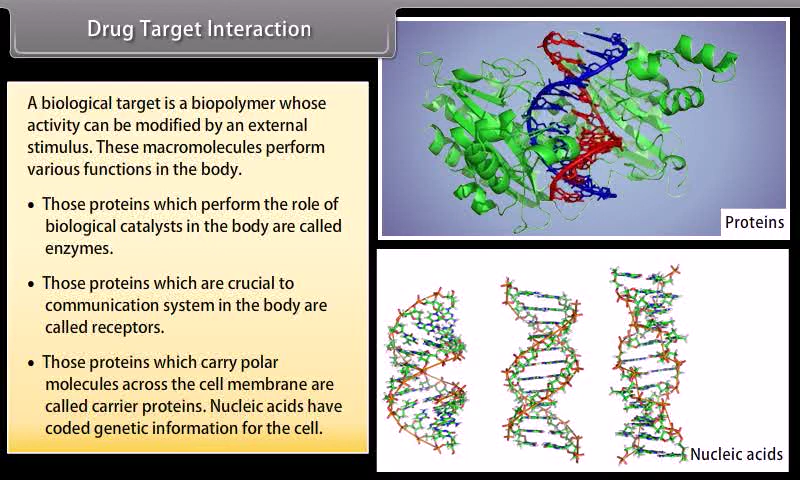 Drug Target Interaction
A biological target is a biopolymer whose
activity can be modified by an external
stimulus. These macromolecules perform
various functions in the body.
• Those proteins which perform the role of
biological catalysts in the body are called
enzymes.
• Those proteins which are crucial to
communication system in the body are
called receptors.
• Those proteins which carry polar
molecules across the cell membrane are
called carrier proteins. Nucleic acids have
coded genetic information for the cell.
Proteins
Nucleic acids